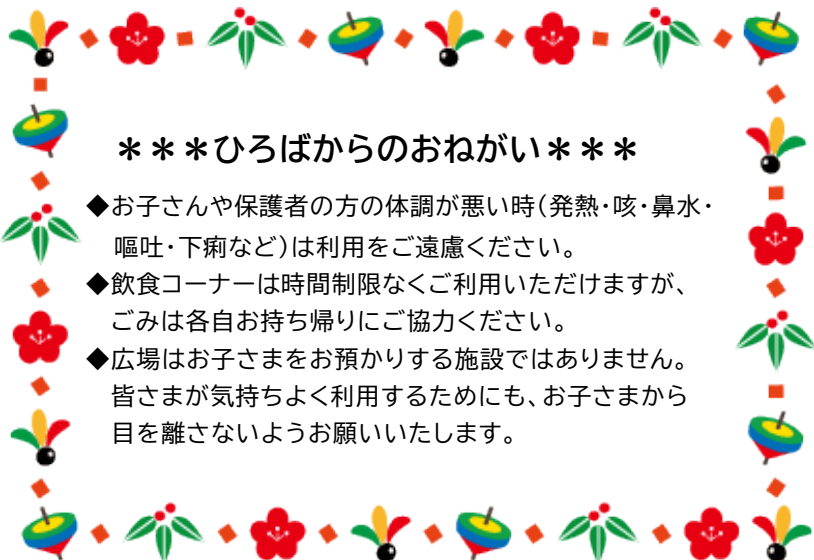 ＊＊＊ひろばからのおねがい＊＊＊
◆お子さんや保護者の方の体調が悪い時（発熱・咳・鼻水・
嘔吐・下痢など）は利用をご遠慮ください。
◆飲食コーナーは時間制限なくご利用いただけますが、
ごみは各自お持ち帰りにご協力ください。
◆広場はお子さまをお預かりする施設ではありません。
皆さまが気持ちよく利用するためにも、お子さまから
目を離さないようお願いいたします。